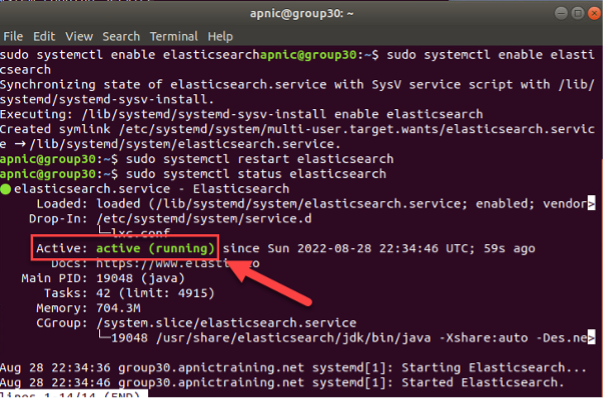 apnic@group30: ~
File Edit View Search Terminal Help
sudo systemctl enable elasticsearchapnic@group30:~$ sudo systemctl enable elasti
csearch
Synchronizing state of elasticsearch.service with SysV service script with /lib/
systemd/systemd-sysv-install.
Executing: /lib/systemd/systemd-sysv-install enable elasticsearch
Created symlink /etc/systemd/system/multi-user.target.wants/elasticsearch.servic
e → /lib/systemd/system/elasticsearch.service.
apnic@group30:~$ sudo systemctl restart elasticsearch
apnic@group30:~$ sudo systemctl status elasticsearch
● elasticsearch.service - Elasticsearch
Loaded: loaded (/lib/systemd/system/elasticsearch.service; enabled; vendor>
Drop-In: /etc/systemd/system/service.d
└─lxc.conf
Active: active (running) since Sun 2022-08-28 22:34:46 UTC; 59s ago
Docs: https://www.elasti
Main PID: 19048 (java)
Tasks: 42 (limit: 4915)
Memory: 704.3M
CGroup: /system.slice/elasticsearch.service
└─19048 /usr/share/elasticsearch/jdk/bin/java -Xshare:auto -Des.ne>
Aug 28 22:34:36 group30.apnictraining.net systemd[1]: Starting Elasticsearch...
Aug 28 22:34:46 group30.apnictraining.net systemd[1]: Started Elasticsearch.
lines 1-14/14 (END)